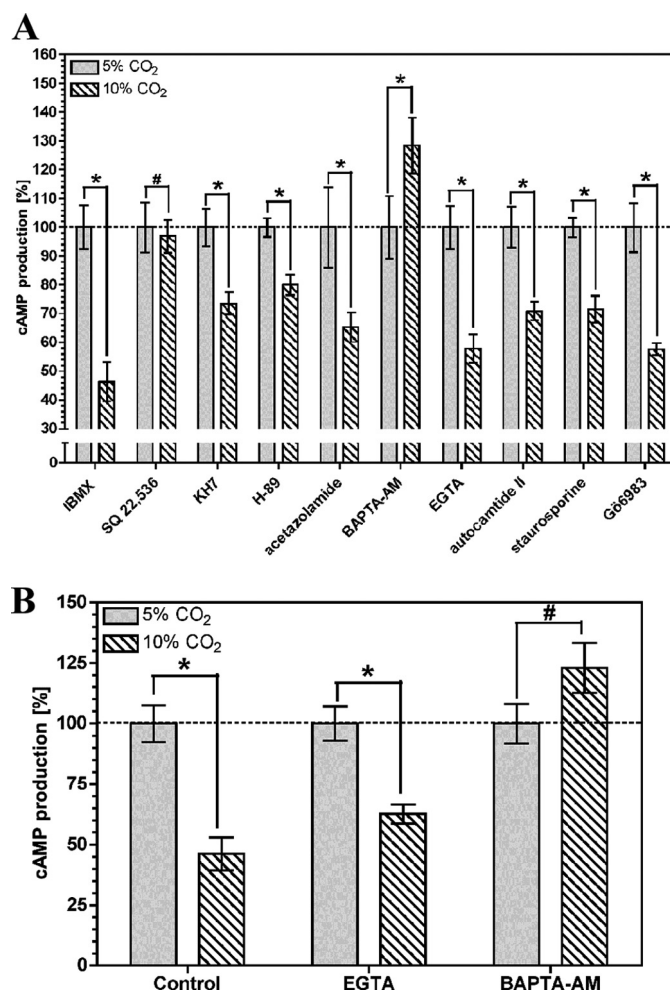 A
160
150
140
130
120
110
100
90
80
70
60
50
40
30
0
cAMP production [%]
5% CO₂
10% CO₂
*
#
*
*
*
*
*
*
*
*
IBMX
SQ 22,536
KH7
H-89
acetazolamide
BAPTA-AM
EGTA
autocamtide II
staurosporine
Gö6983
B
150
125
100
75
50
25
0
cAMP production [%]
5% CO₂
10% CO₂
*
*
#
Control
EGTA
BAPTA-AM